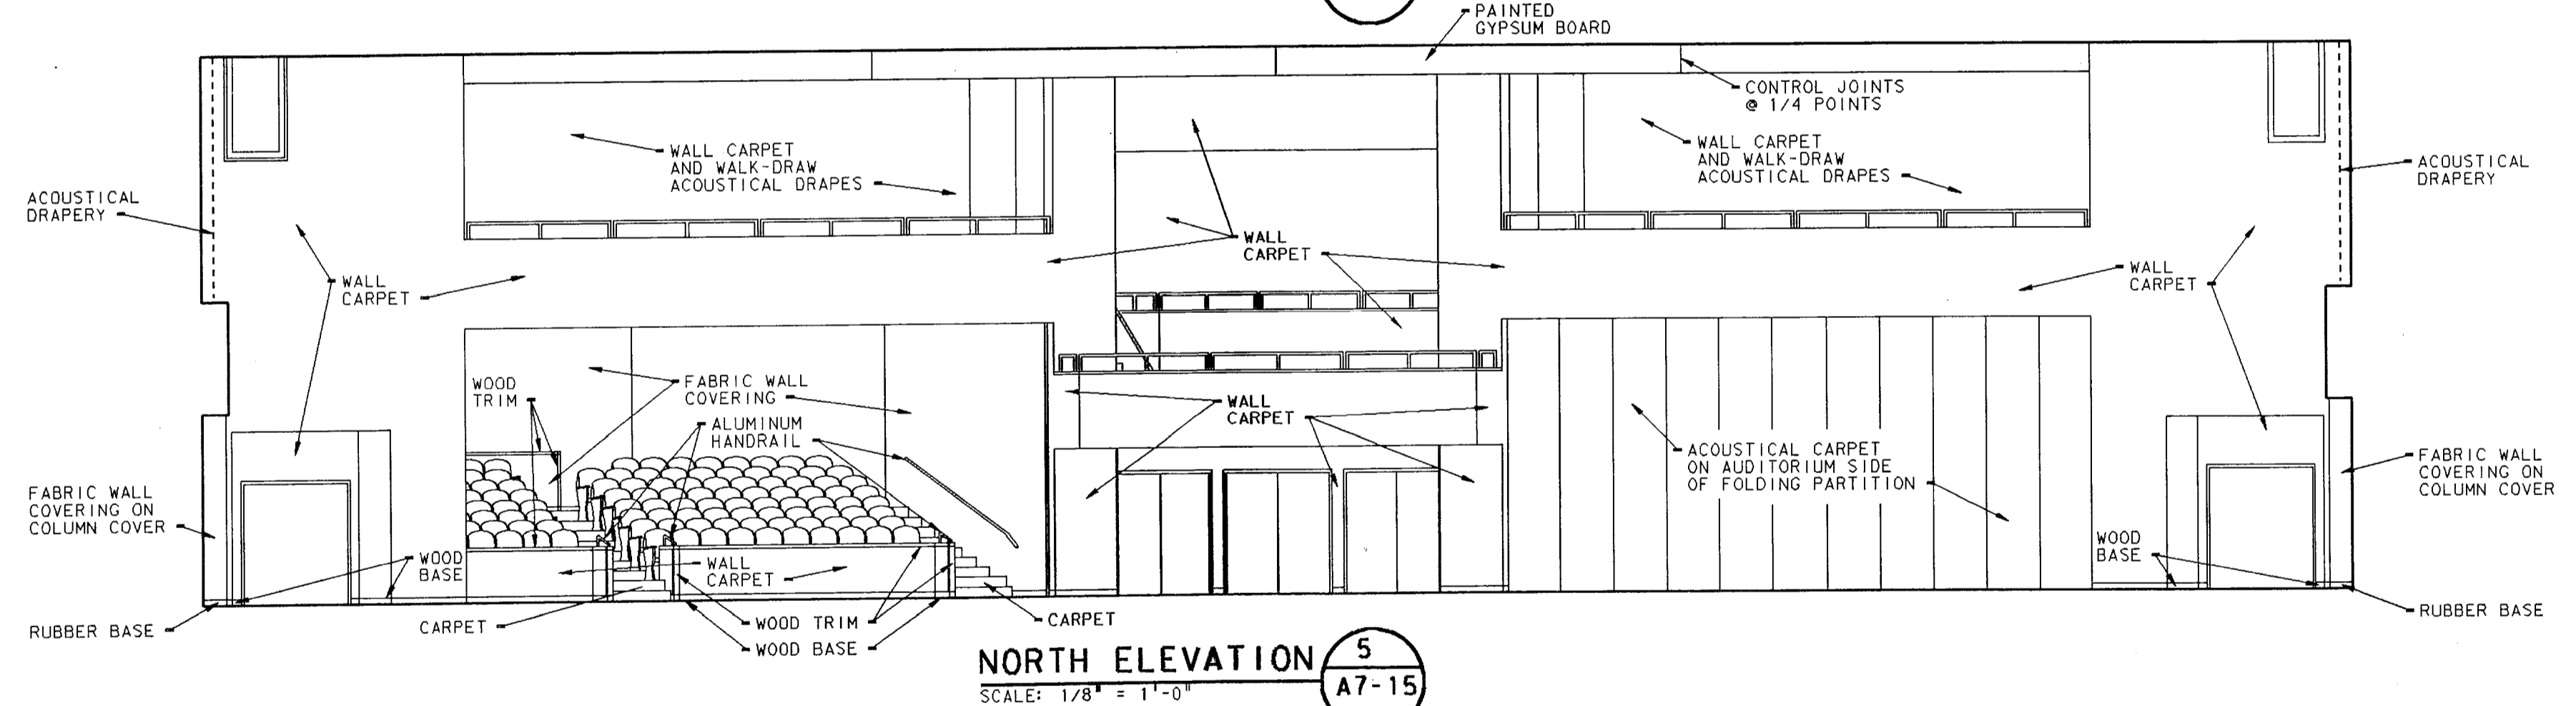 PAINTED
GYPSUM BOARD
CONTROL JOINTS
@ 1/4 POINTS
WALL CARPET
AND WALK-DRAW
ACOUSTICAL DRAPES
WALL CARPET
AND WALK-DRAW
ACOUSTICAL DRAPES
ACOUSTICAL
DRAPERY
ACOUSTICAL
DRAPERY
WALL
CARPET
WALL
CARPET
WALL
CARPET
WOOD
TRIM
FABRIC WALL
COVERING
ALUMINUM
HANDRAIL
WALL
CARPET
ACOUSTICAL CARPET
ON AUDITORIUM SIDE
OF FOLDING PARTITION
FABRIC WALL
COVERING ON
COLUMN COVER
FABRIC WALL
COVERING ON
COLUMN COVER
WOOD
BASE
WALL
CARPET
WOOD
BASE
RUBBER BASE
CARPET
WOOD TRIM
WOOD BASE
CARPET
RUBBER BASE
NORTH ELEVATION
SCALE: 1/8" = 1'-0"
5
A7-15